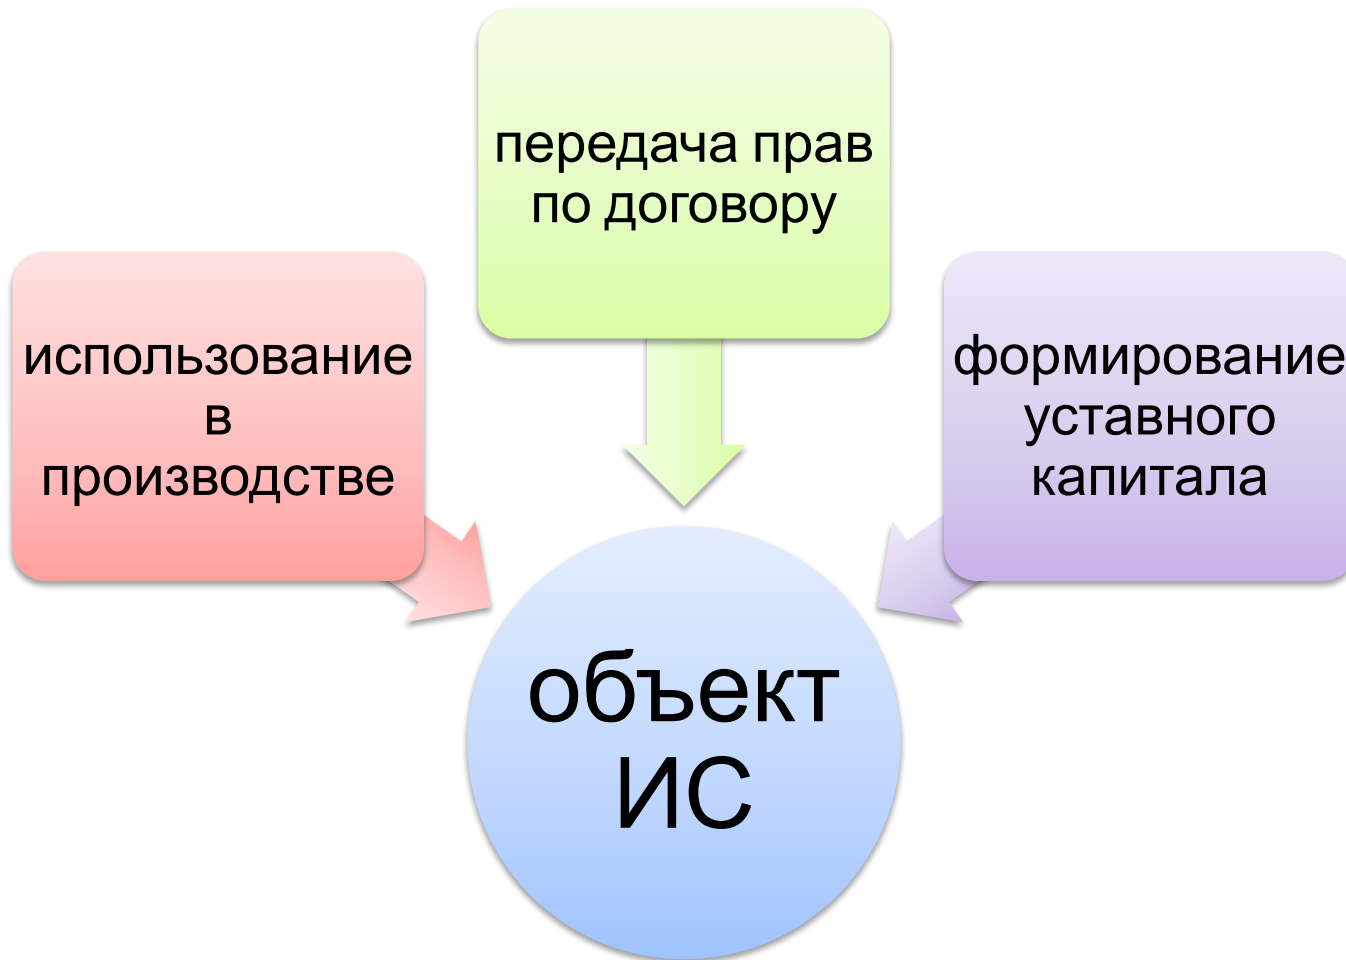 передача прав
по договору
использование
в
производстве
формирование
уставного
капитала
объект
ИС